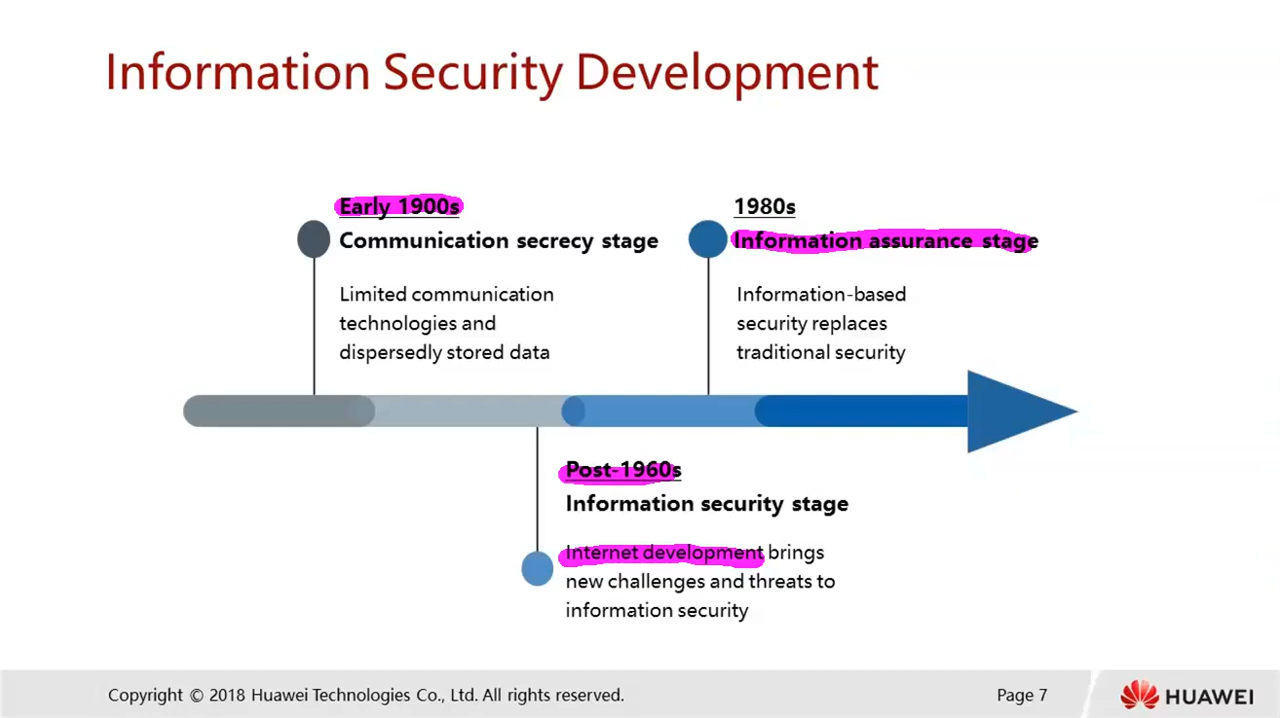 Information Security Development
Early 1900s
Communication secrecy stage
Limited communication
technologies and
dispersedly stored data
1980s
Information assurance stage
Information-based
security replaces
traditional security
Post-1960s
Information security stage
Internet development brings
new challenges and threats to
information security
Copyright © 2018 Huawei Technologies Co., Ltd. All rights reserved.
Page 7
HUAWEI